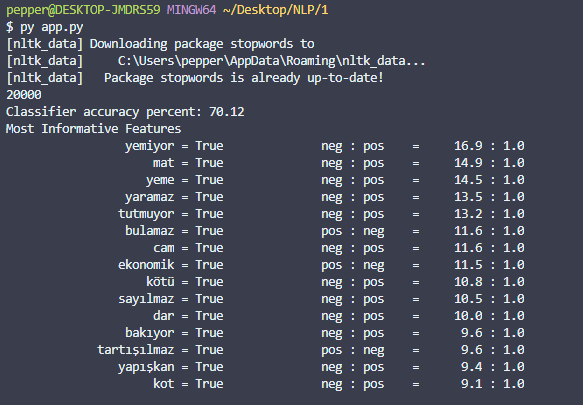 pepper@DESKTOP-JMDRS59 MINGW64 ~/Desktop/NLP/1
$ py app.py
[nltk_data] Downloading package stopwords to
[nltk_data]     C:\Users\pepper\AppData\Roaming\nltk_data...
[nltk_data]   Package stopwords is already up-to-date!
20000
Classifier accuracy percent: 70.12
Most Informative Features
yemiyor = True neg : pos = 16.9 : 1.0
mat = True neg : pos = 14.9 : 1.0
yeme = True neg : pos = 14.5 : 1.0
yaramaz = True neg : pos = 13.5 : 1.0
tutmuyor = True neg : pos = 13.2 : 1.0
bulamaz = True pos : neg = 11.6 : 1.0
cam = True pos : neg = 11.6 : 1.0
ekonomik = True pos : neg = 11.5 : 1.0
kötü = True neg : pos = 10.8 : 1.0
sayılmaz = True neg : pos = 10.5 : 1.0
dar = True neg : pos = 10.0 : 1.0
bakıyor = True neg : pos = 9.6 : 1.0
tartışılmaz = True pos : neg = 9.6 : 1.0
yapışkan = True neg : pos = 9.4 : 1.0
kot = True neg : pos = 9.1 : 1.0